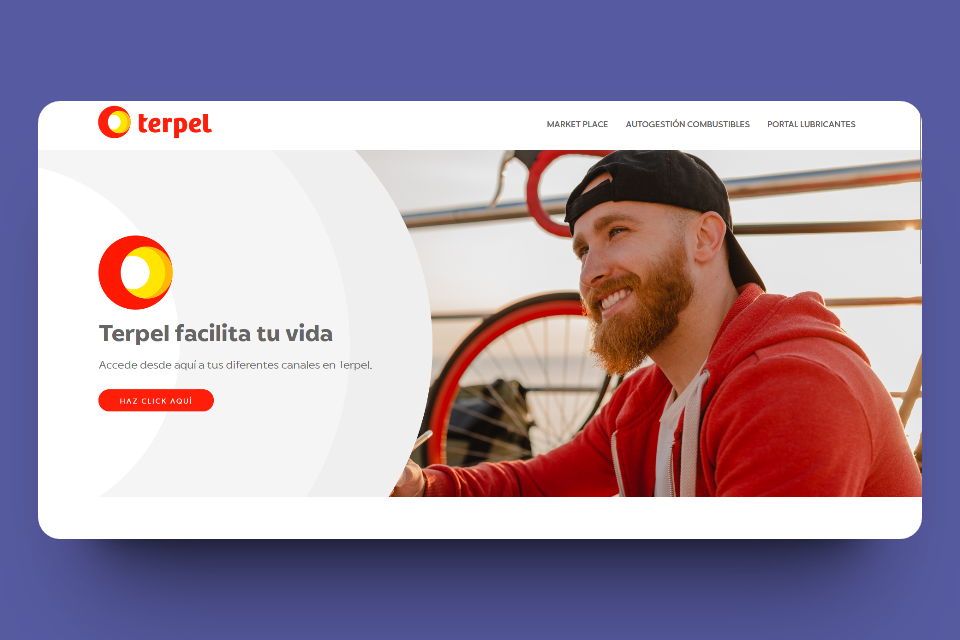 terpel
MARKET PLACE AUTOGESTIÓN COMBUSTIBLES PORTAL LUBRICANTES
Terpel facilita tu vida
Accede desde aquí a tus diferentes canales en Terpel.
HAZ CLICK AQUÍ